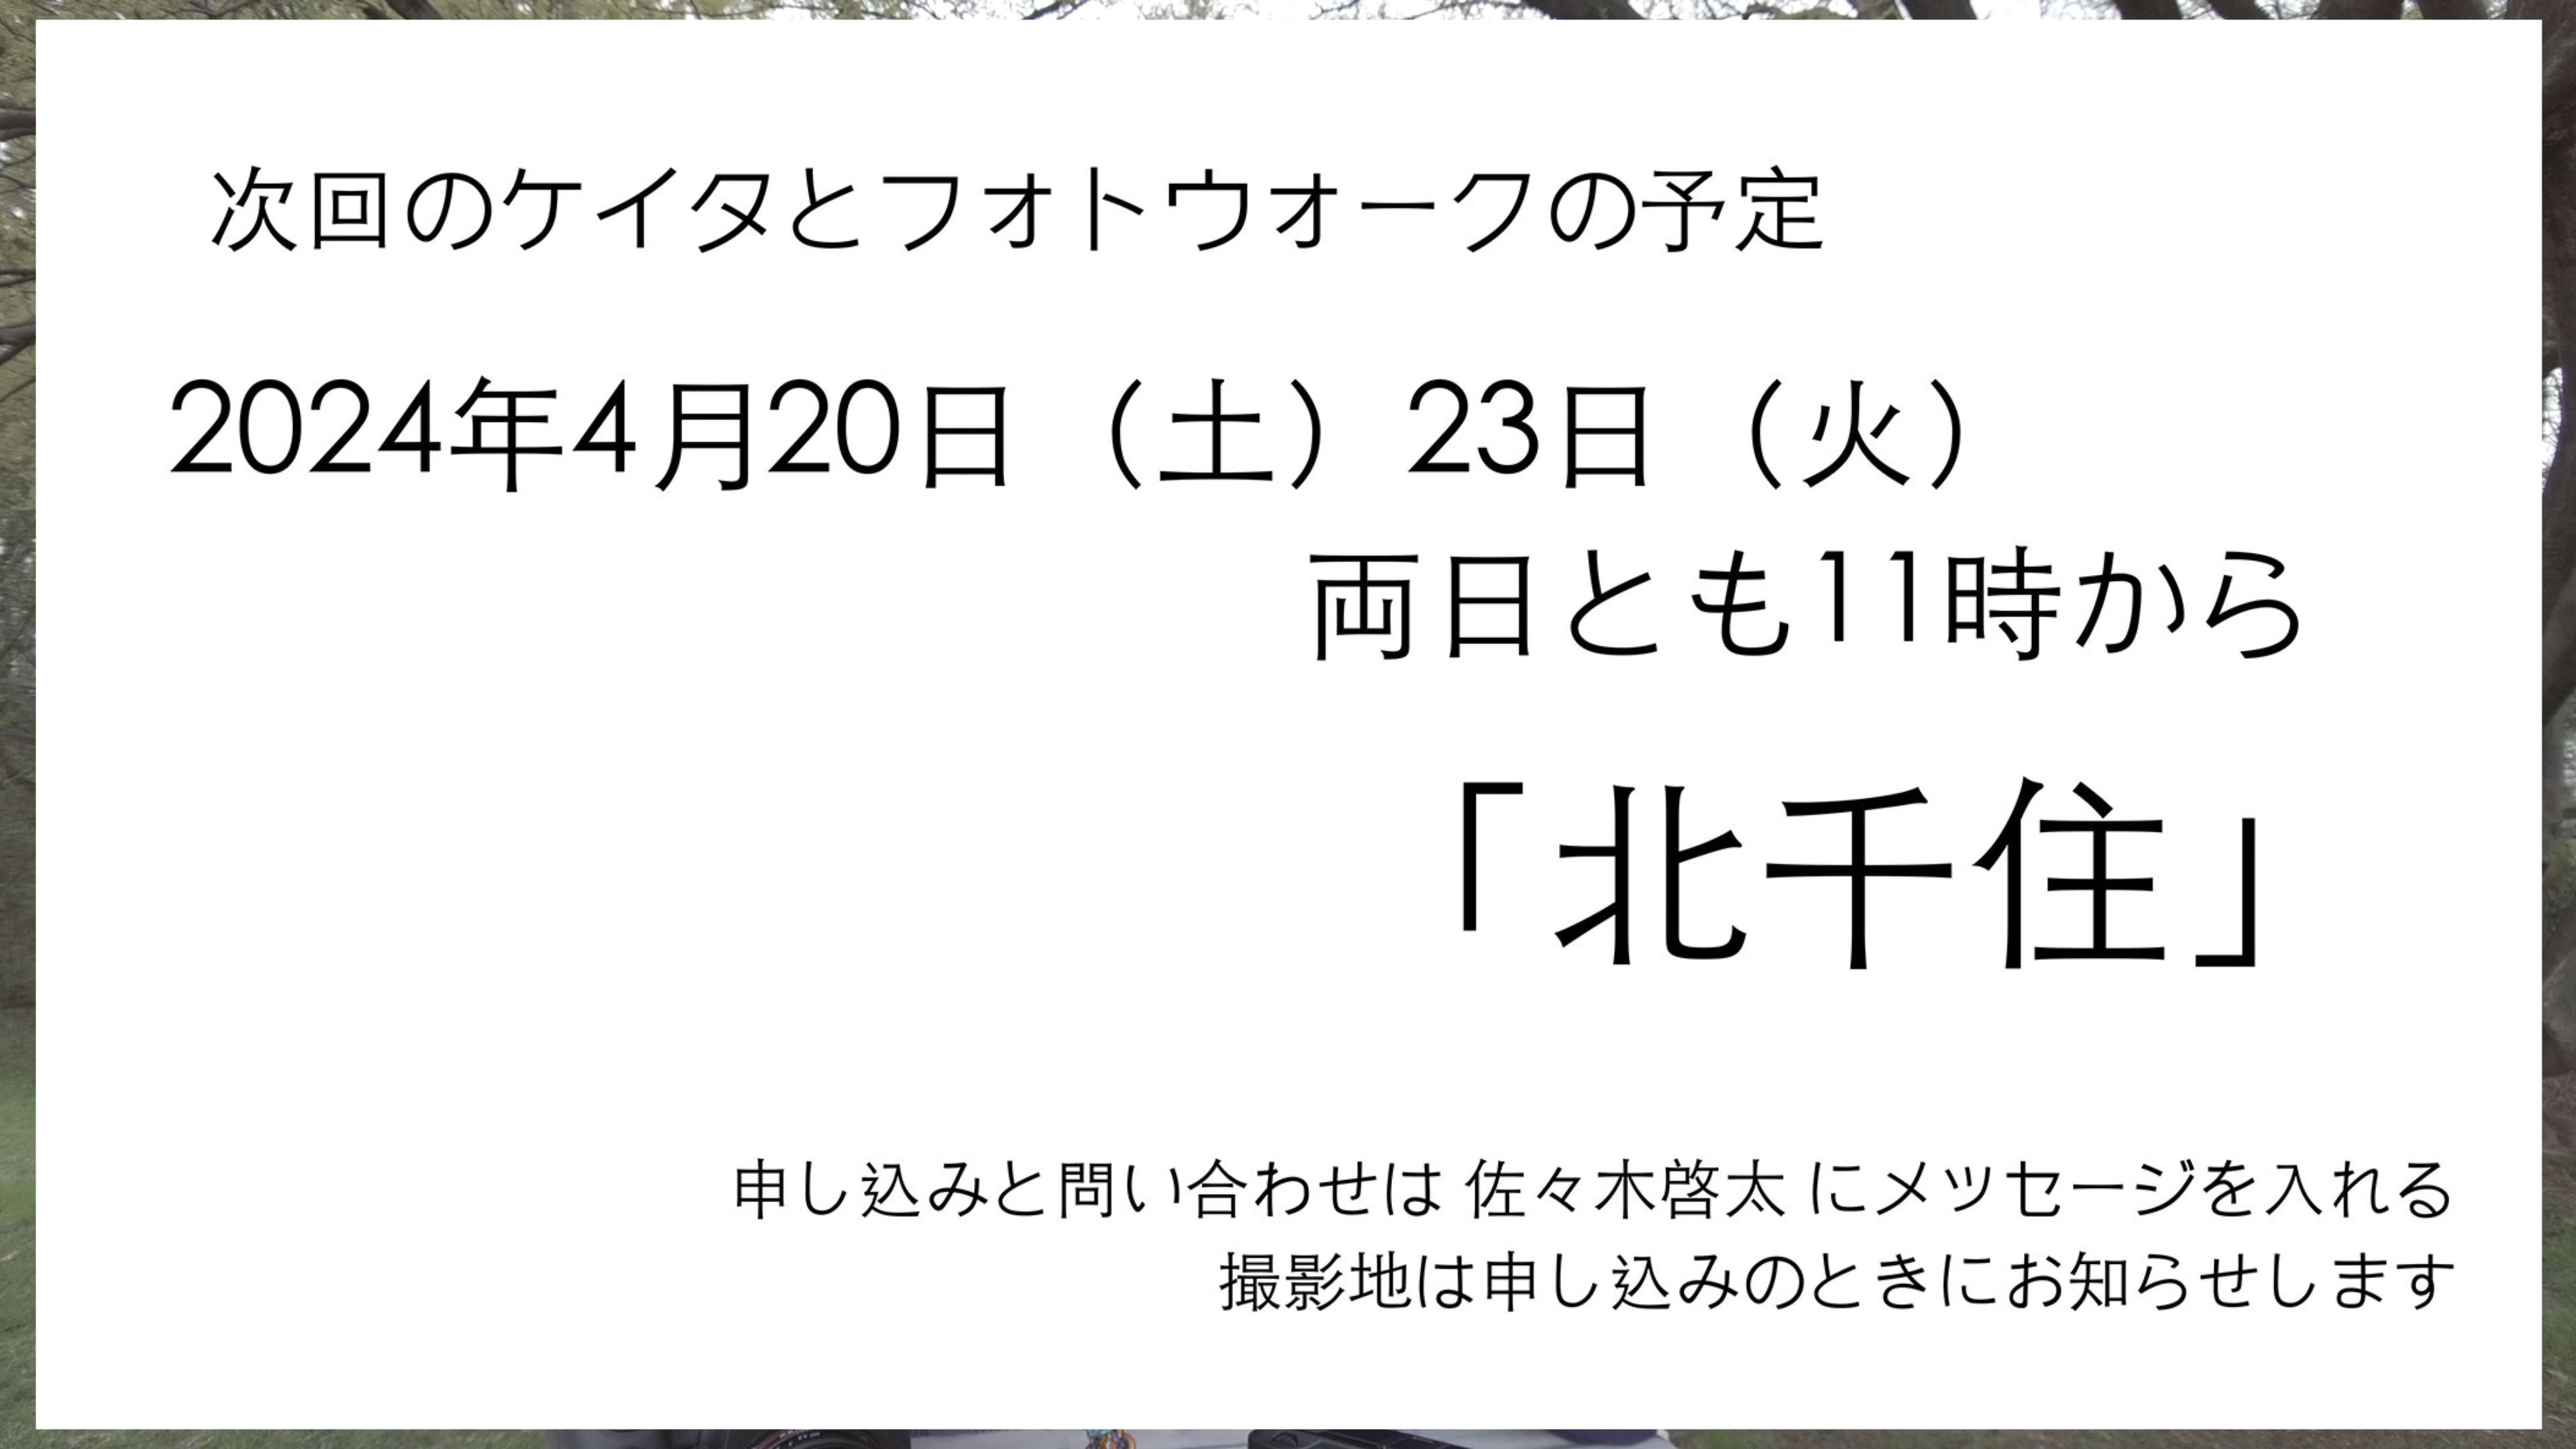 次回のケイタとフォトウオークの予定
2024年4月20日（土）23日（火）
両日とも11時から
「北千住」
申し込みと問い合わせは 佐々木啓太 にメッセージを入れる
撮影地は申し込みのときにお知らせします